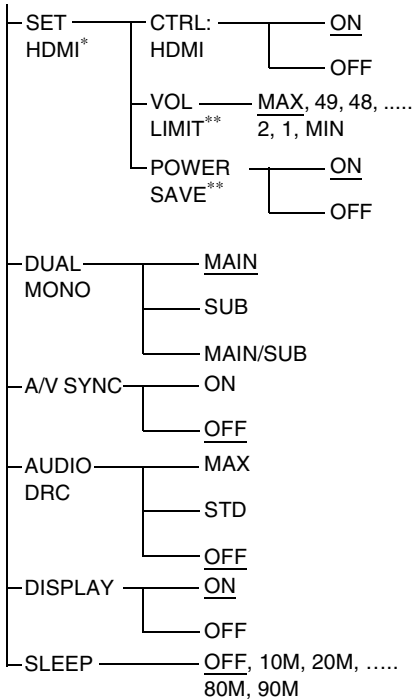 SET HDMI*
CTRL: HDMI
ON
OFF
VOL LIMIT**
MAX, 49, 48, .....
2, 1, MIN
POWER SAVE**
ON
OFF
DUAL MONO
MAIN
SUB
MAIN/SUB
A/V SYNC
ON
OFF
AUDIO DRC
MAX
STD
OFF
DISPLAY
ON
OFF
SLEEP
OFF, 10M, 20M, .....
80M, 90M